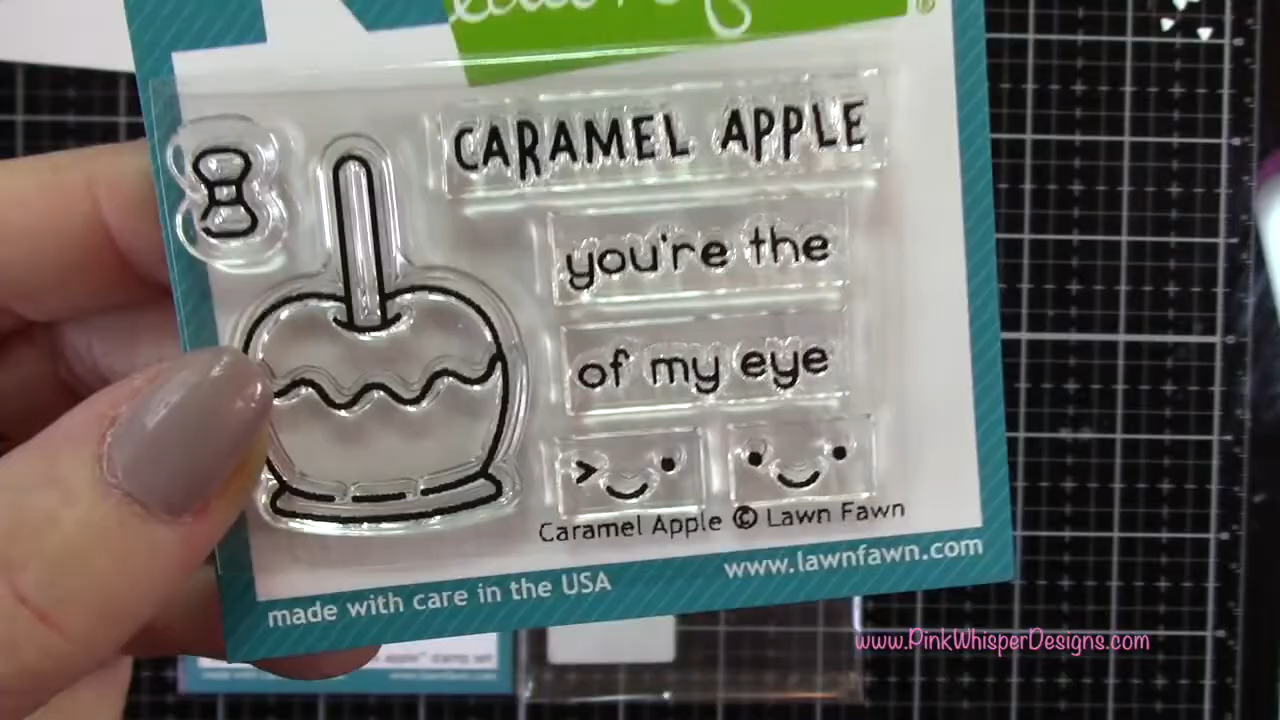 CARAMEL APPLE
you're the
of my eye
Caramel Apple © Lawn Fawn
www.lawnfawn.com
made with care in the USA
www.PinkWhisperDesigns.com